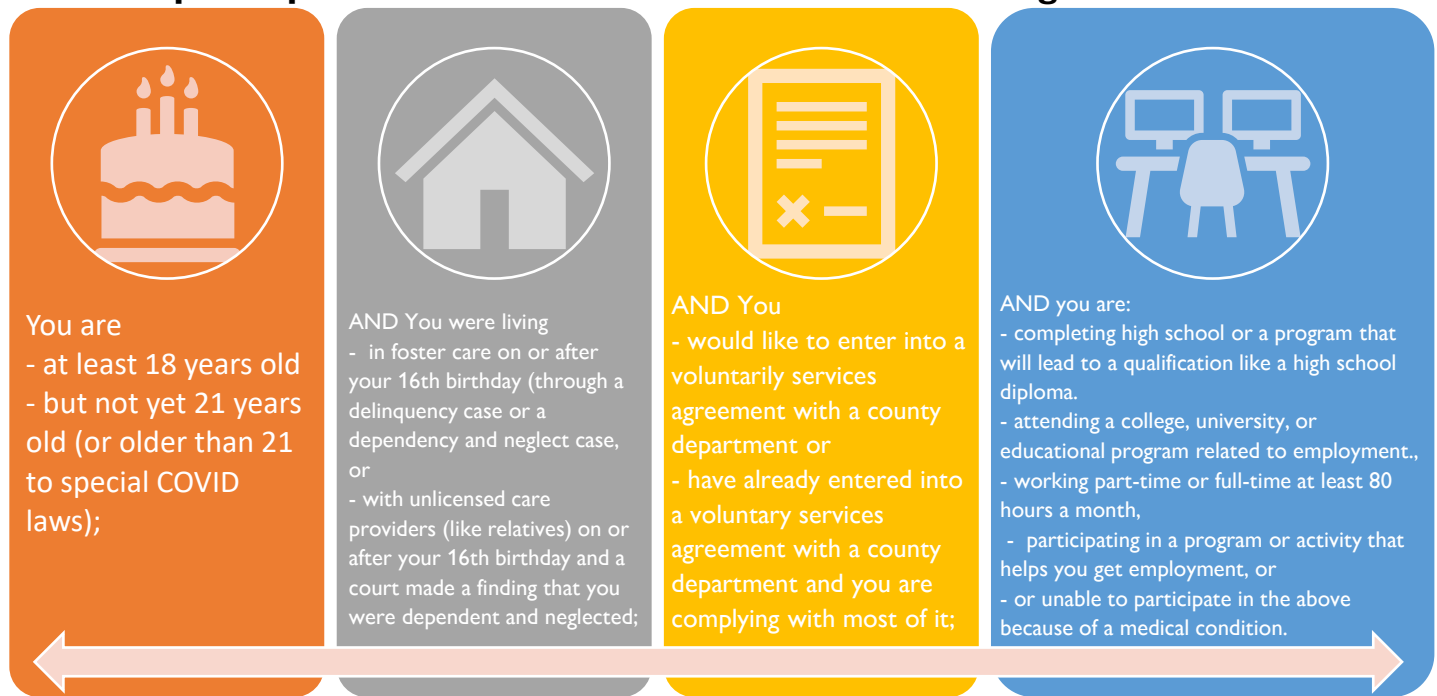 You are
- at least 18 years old
- but not yet 21 years
old (or older than 21
to special COVID
laws);
AND You were living
- in foster care on or after
your 16th birthday (through a
delinquency case or a
dependency and neglect case,
or
- with unlicensed care
providers (like relatives) on or
after your 16th birthday and a
court made a finding that you
were dependent and neglected;
AND You
- would like to enter into a
voluntarily services
agreement with a county
department or
- have already entered into
a voluntary services
agreement with a county
department and you are
complying with most of it;
AND you are:
- completing high school or a program that
will lead to a qualification like a high school
diploma.
- attending a college, university, or
educational program related to employment.,
- working part-time or full-time at least 80
hours a month,
- participating in a program or activity that
helps you get employment, or
- or unable to participate in the above
because of a medical condition.